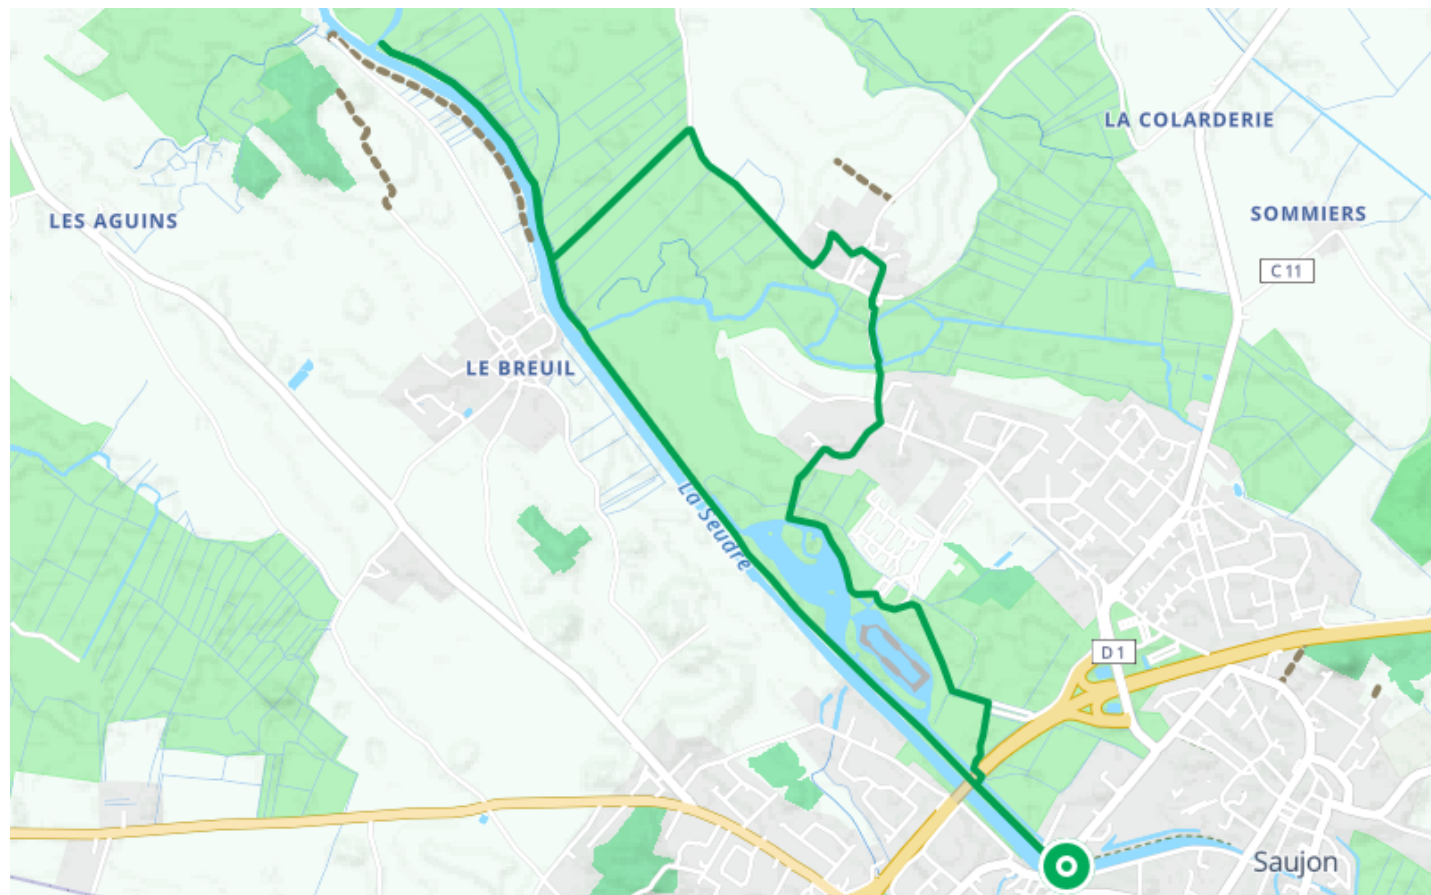 LA COLARDERIE
LES AGUINS
SOMMIERS
C 11
LE BREUIL
La Seudre
D 1
Saujon